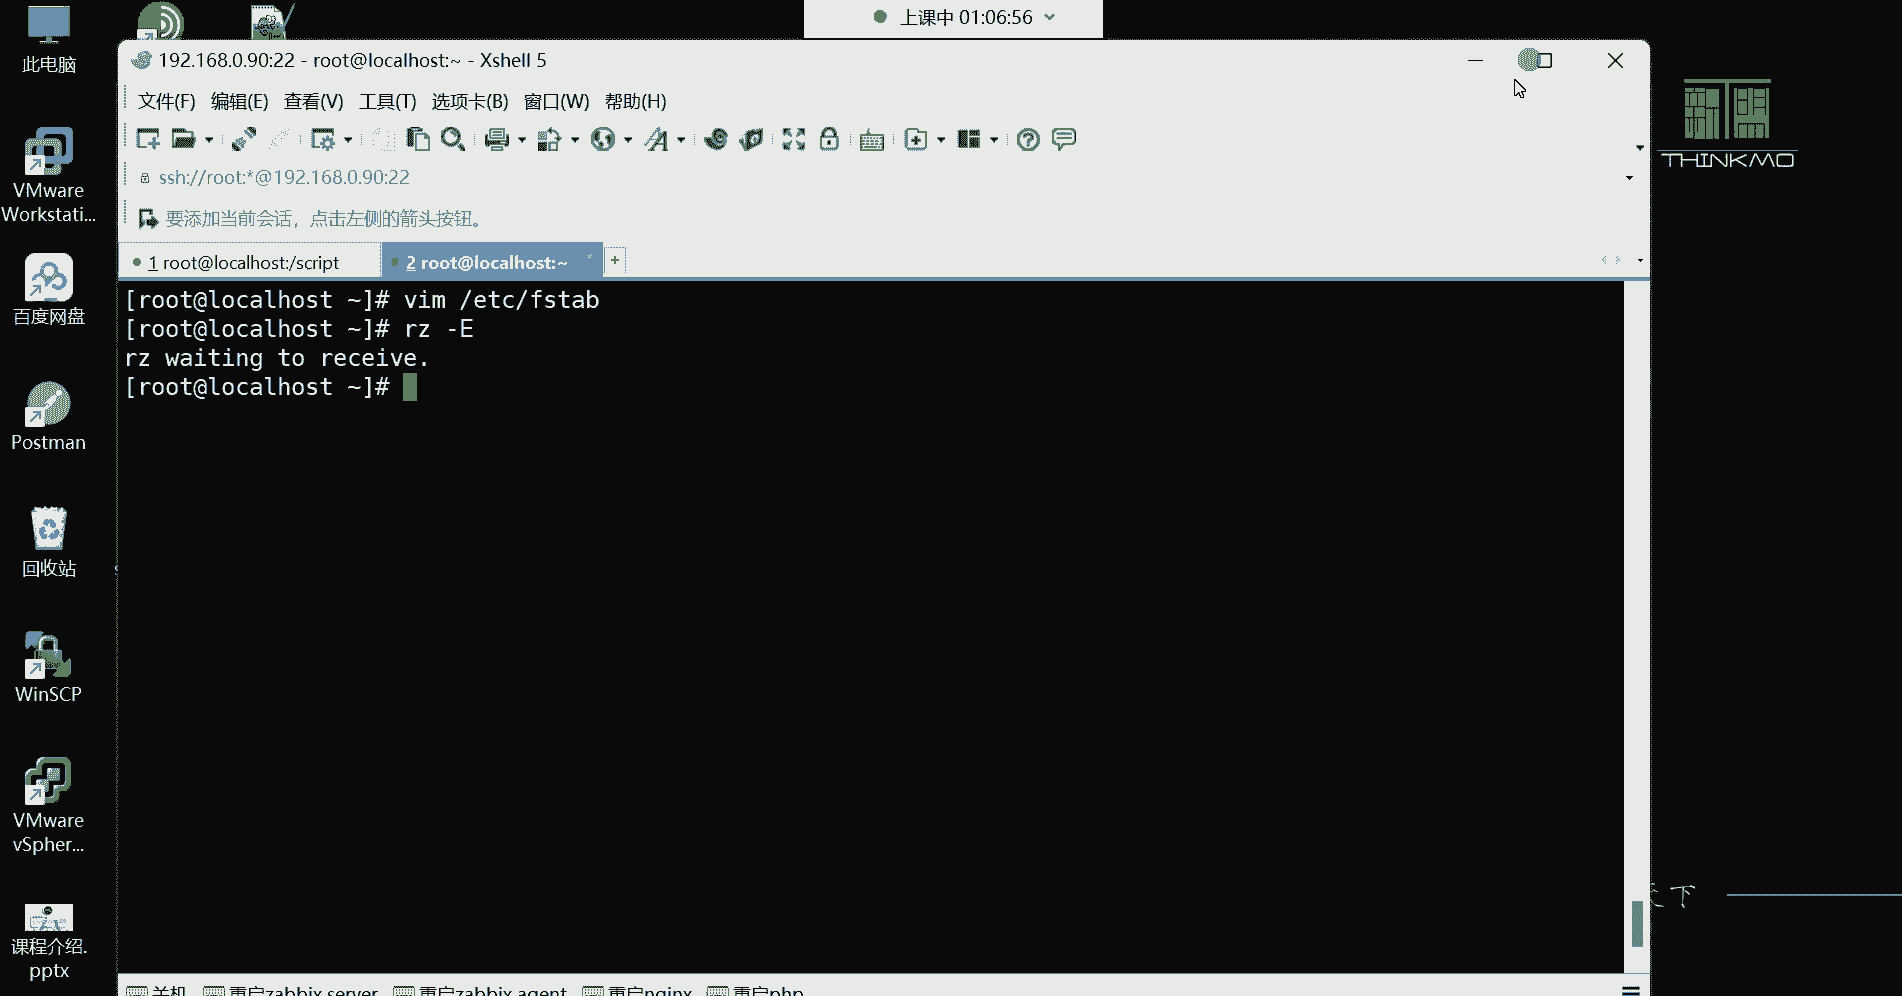 上课中 01:06:56
此电脑
VMware
Workstati...
百度网盘
Postman
回收站
WinSCP
VMware
vSpher...
课程介绍.
pptx
192.168.0.90:22 - root@localhost:~ - Xshell 5
文件(F) 编辑(E) 查看(V) 工具(T) 选项卡(B) 窗口(W) 帮助(H)
ssh://root:*@192.168.0.90:22
要添加当前会话，点击左侧的箭头按钮。
1 root@localhost:/script
2 root@localhost:~
[root@localhost ~]# vim /etc/fstab
[root@localhost ~]# rz -E
rz waiting to receive.
[root@localhost ~]#
关机 重启zabbix server 重启zabbix agent 重启nginx 重启php
THINKMO
下